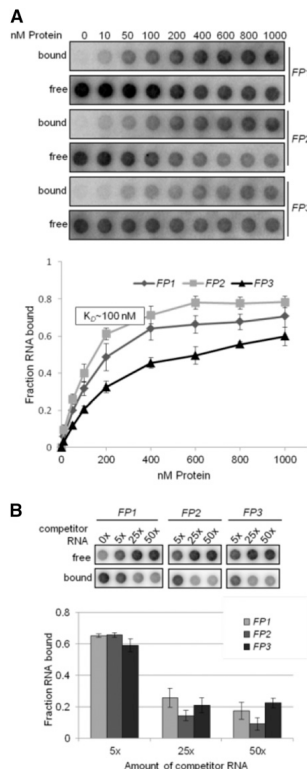 A
nM Protein 0 10 50 100 200 400 600 800 1000
bound
free
FP1
bound
free
FP2
bound
free
FP3
FP1 FP2 FP3
K_D~100 nM
Fraction RNA bound
1
0.8
0.6
0.4
0.2
0
0 200 400 600 800 1000
nM Protein
B
FP1 FP2 FP3
competitor RNA
0x 5x 25x 50x 5x 25x 50x 5x 25x 50x
free
bound
Fraction RNA bound
0.8
0.6
0.4
0.2
0.0
FP1
FP2
FP3
5x 25x 50x
Amount of competitor RNA